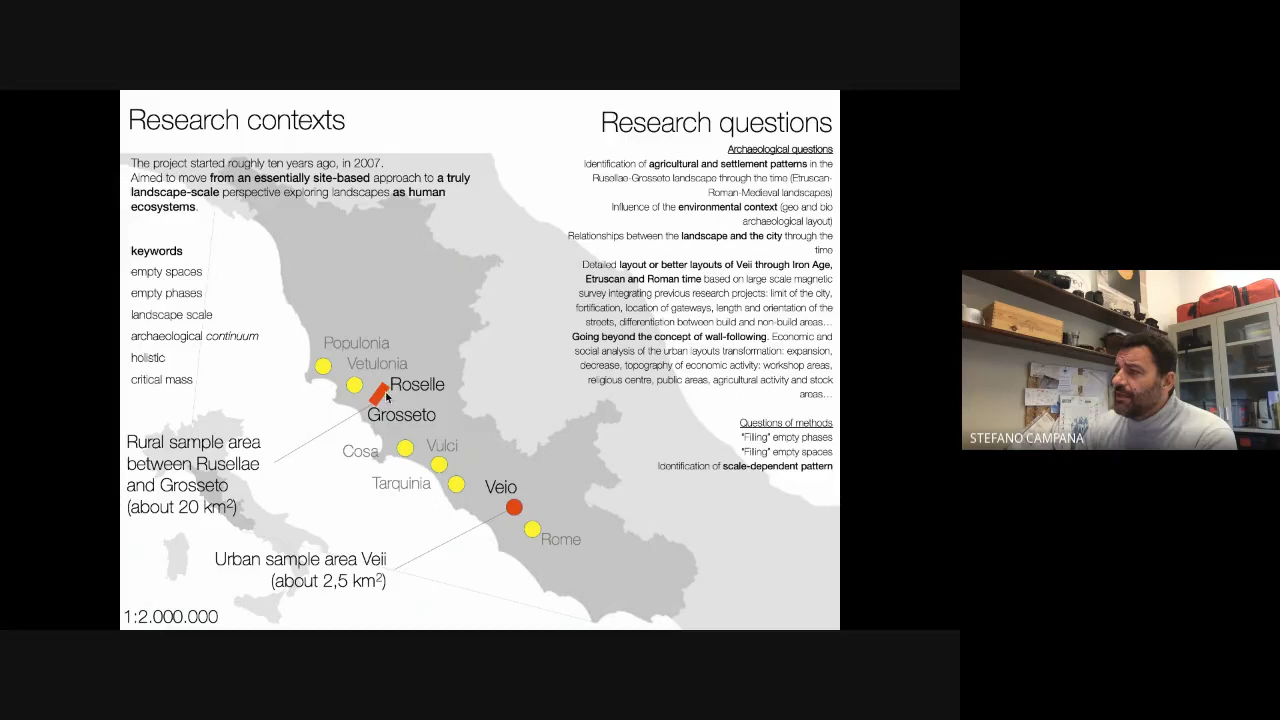 Research contexts
The project started roughly ten years ago, in 2007.
Aimed to move from an essentially site-based approach to a truly
landscape-scale perspective exploring landscapes as human
ecosystems.
keywords
empty spaces
empty phases
landscape scale
archaeological continuum
holistic
critical mass
Populonia
Vetulonia
Roselle
Grosseto
Cosa
Vulci
Tarquinia
Veio
Rome
Rural sample area
between Rusellae
and Grosseto
(about 20 km²)
Urban sample area Veii
(about 2,5 km²)
1:2.000.000
Research questions
Archaeological questions
Identification of agricultural and settlement patterns in the
Rusellae-Grosseto landscape through the time (Etruscan-
Roman-Medieval landscapes)
Influence of the environmental context (geo and bio
archaeological layout)
Relationships between the landscape and the city through the
time
Detailed layout or better layouts of Veii through Iron Age,
Etruscan and Roman time based on large scale magnetic
survey integrating previous research projects: limit of the city,
fortification, location of gateways, length and orientation of the
streets, differentiation between build and non-build areas...
Going beyond the concept of wall-following. Economic and
social analysis of the urban layouts transformation: expansion,
decrease, topography of economic activity: workshop areas,
religious centre, public areas, agricultural activity and stock
areas...
Questions of methods
"Filling" empty phases
"Filling" empty spaces
Identification of scale-dependent pattern
STEFANO CAMPANA